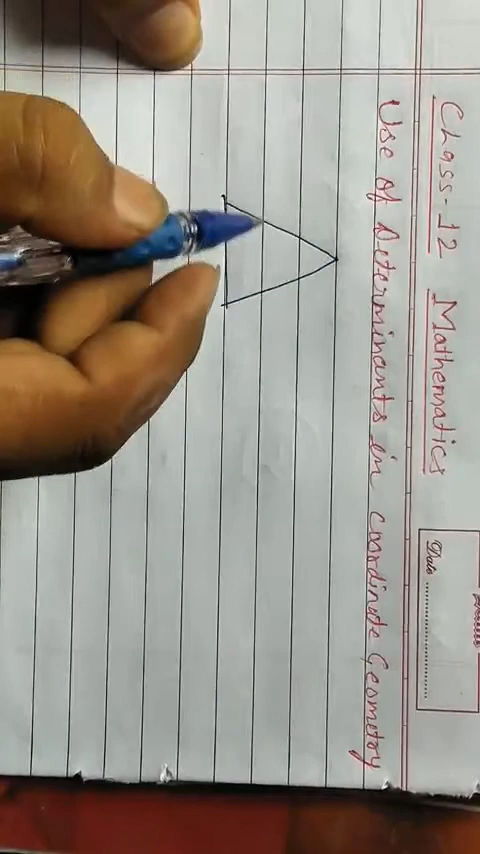 Class-12 Mathematics
Date
Use of Determinants in coordinate Geometry